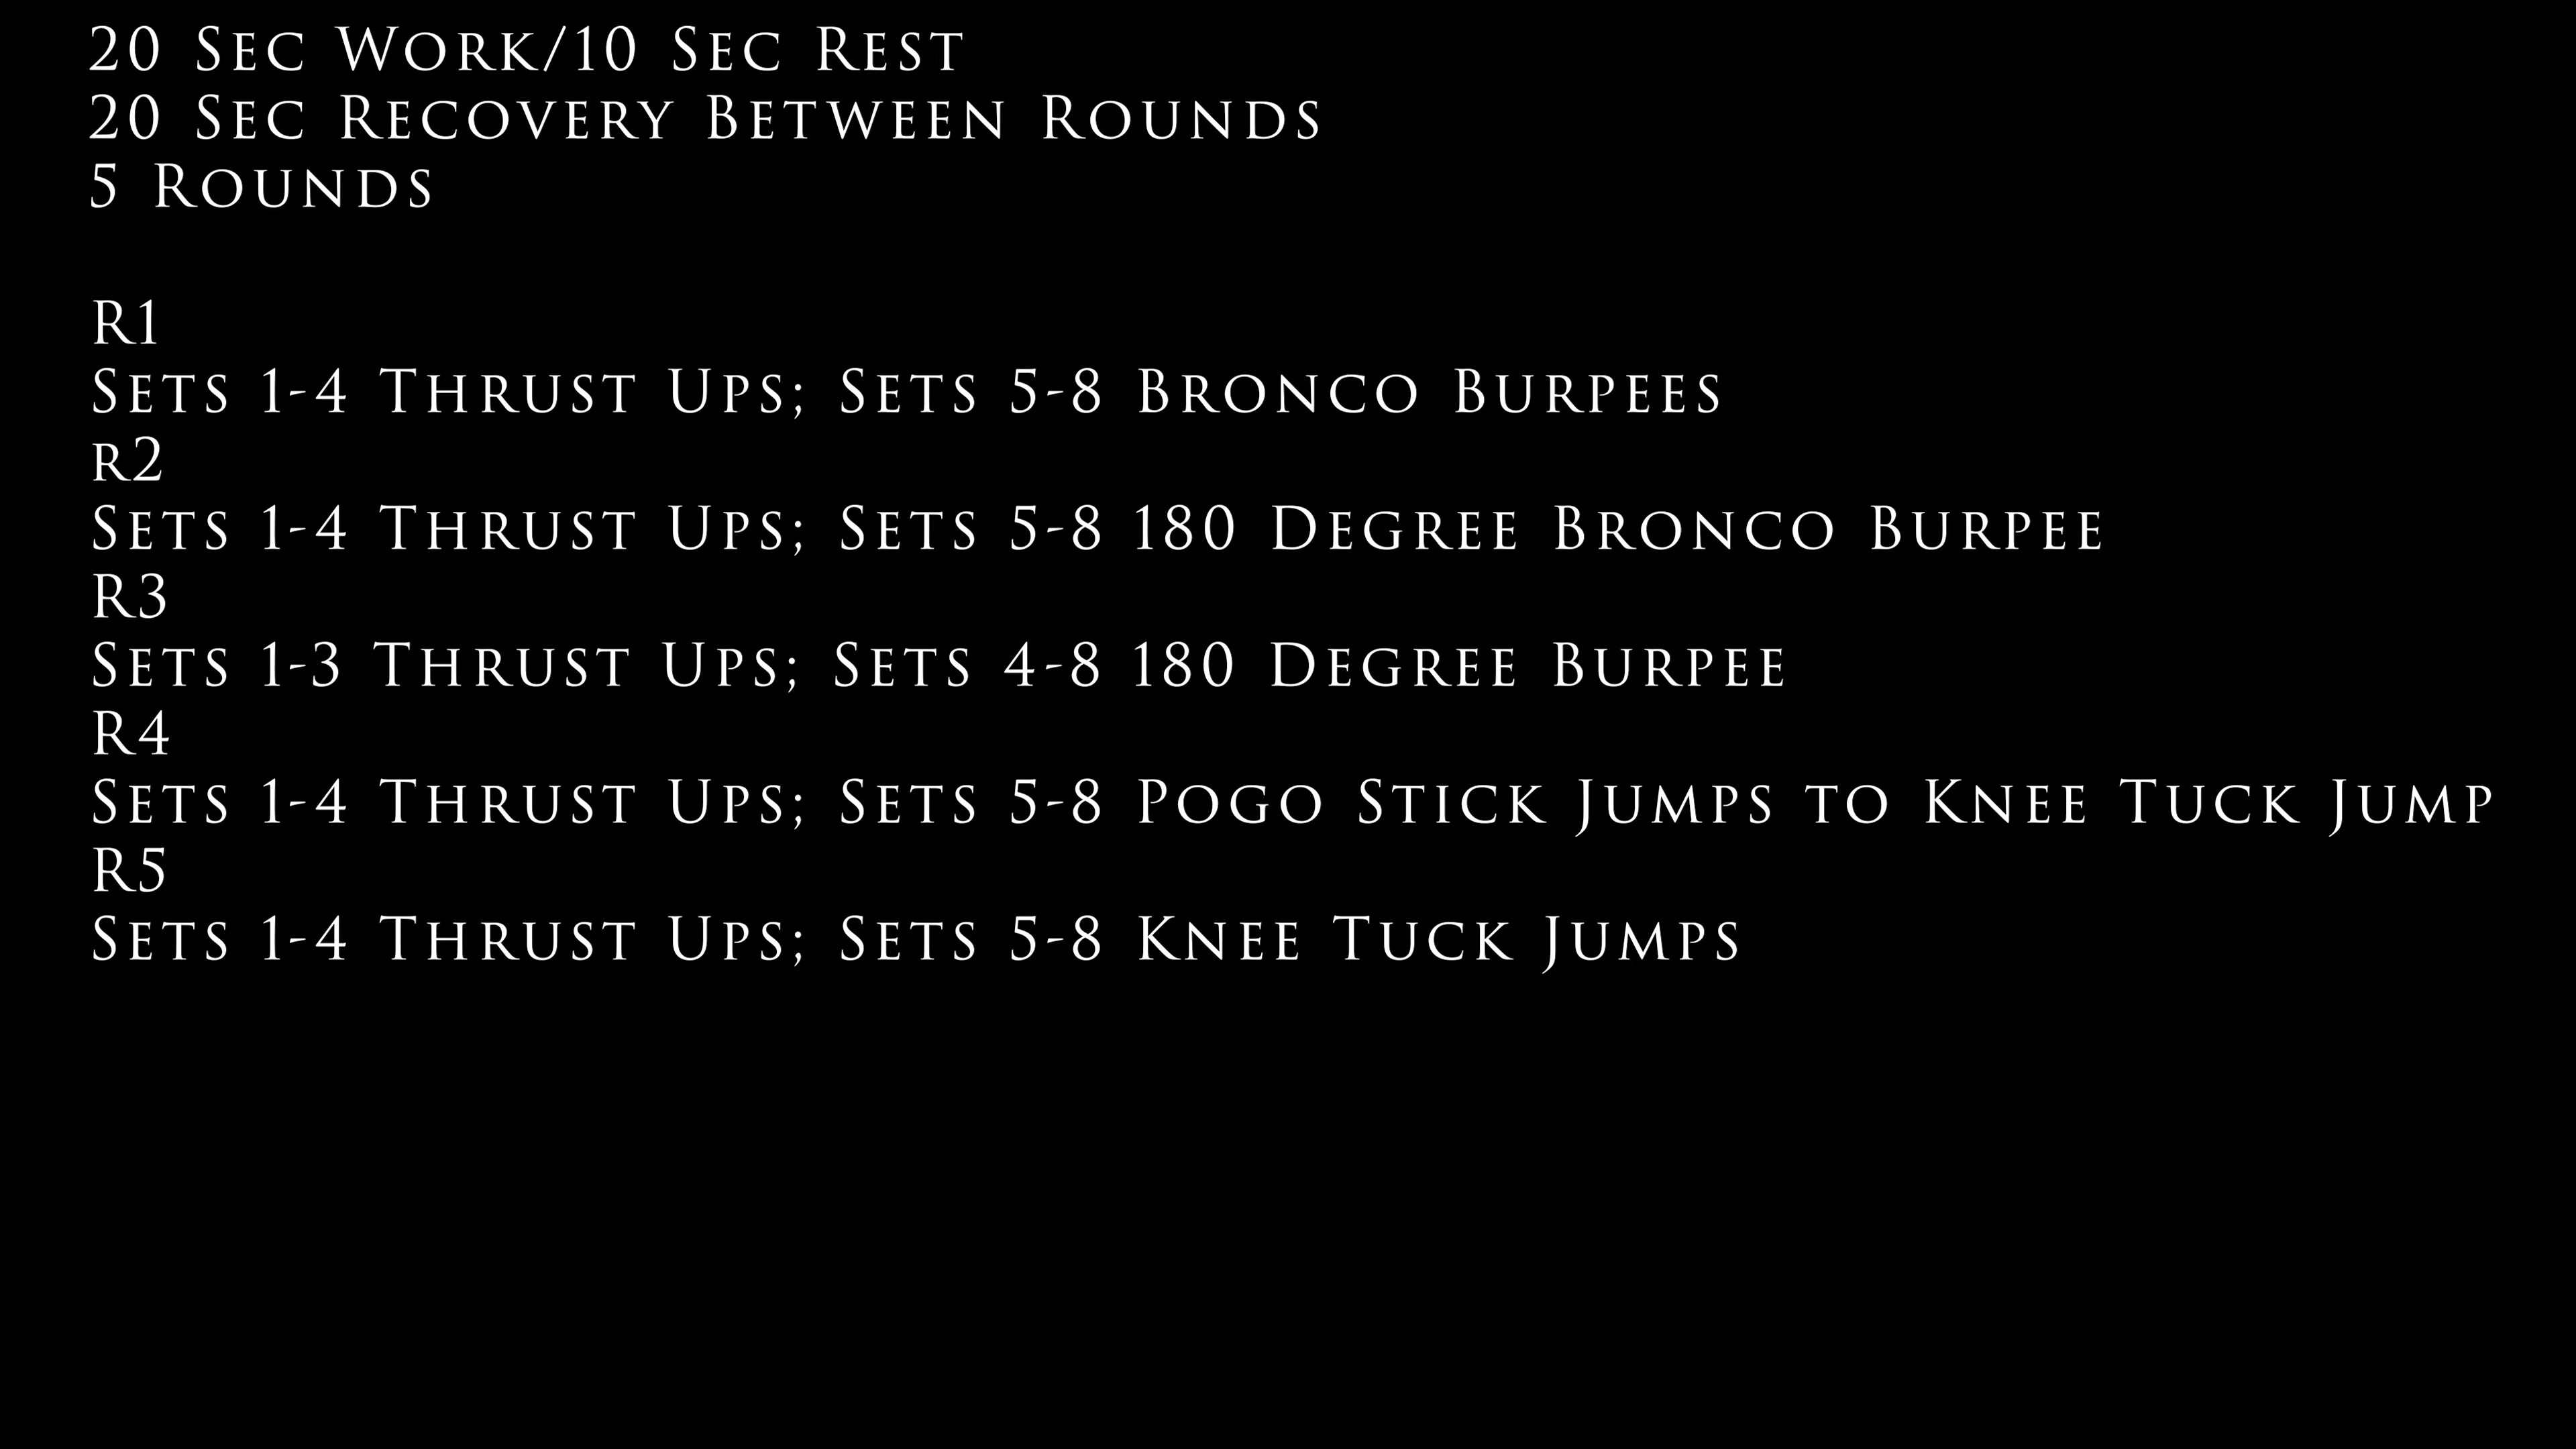 20 Sec Work/10 Sec Rest
20 Sec Recovery Between Rounds
5 Rounds
R1
Sets 1-4 Thrust Ups; Sets 5-8 Bronco Burpees
r2
Sets 1-4 Thrust Ups; Sets 5-8 180 Degree Bronco Burpee
R3
Sets 1-3 Thrust Ups; Sets 4-8 180 Degree Burpee
R4
Sets 1-4 Thrust Ups; Sets 5-8 Pogo Stick Jumps to Knee Tuck Jump
R5
Sets 1-4 Thrust Ups; Sets 5-8 Knee Tuck Jumps